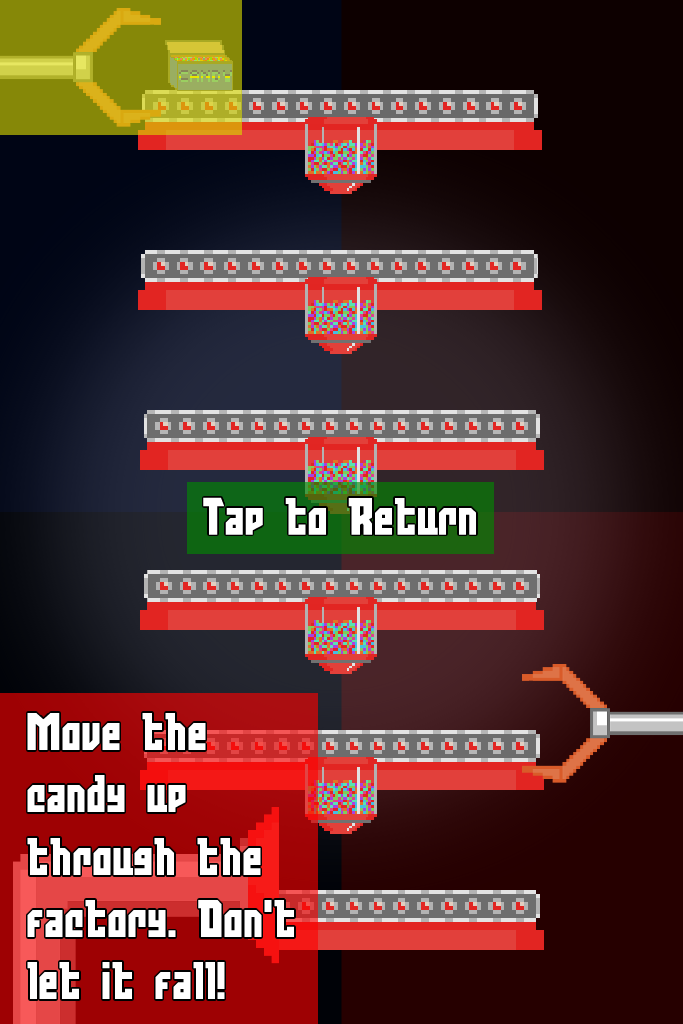 CANDY
Tap to Return
Move the
candy up
through the
factory. Don't
let it fall!